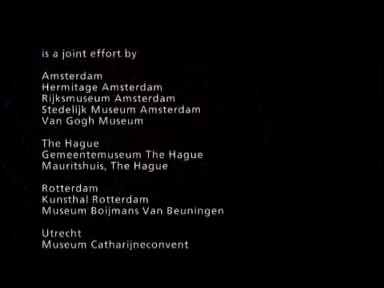 is a joint effort by
Amsterdam
Hermitage Amsterdam
Rijksmuseum Amsterdam
Stedelijk Museum Amsterdam
Van Gogh Museum
The Hague
Gemeentemuseum The Hague
Mauritshuis, The Hague
Rotterdam
Kunsthal Rotterdam
Museum Boijmans Van Beuningen
Utrecht
Museum Catharijneconvent